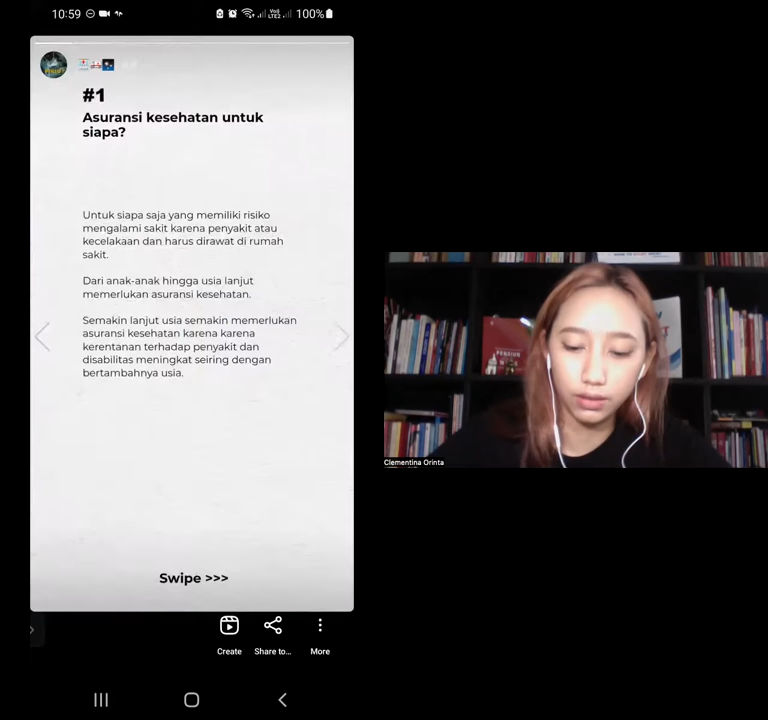 10:59
Vo5
LTE2
100%
#1
Asuransi kesehatan untuk
siapa?
Untuk siapa saja yang memiliki risiko
mengalami sakit karena penyakit atau
kecelakaan dan harus dirawat di rumah
sakit.
Dari anak-anak hingga usia lanjut
memerlukan asuransi kesehatan.
Semakin lanjut usia semakin memerlukan
asuransi kesehatan karena karena
kerentanan terhadap penyakit dan
disabilitas meningkat seiring dengan
bertambahnya usia.
Swipe >>>
Create
Share to...
More
PENSIUN
Clementina Orinta